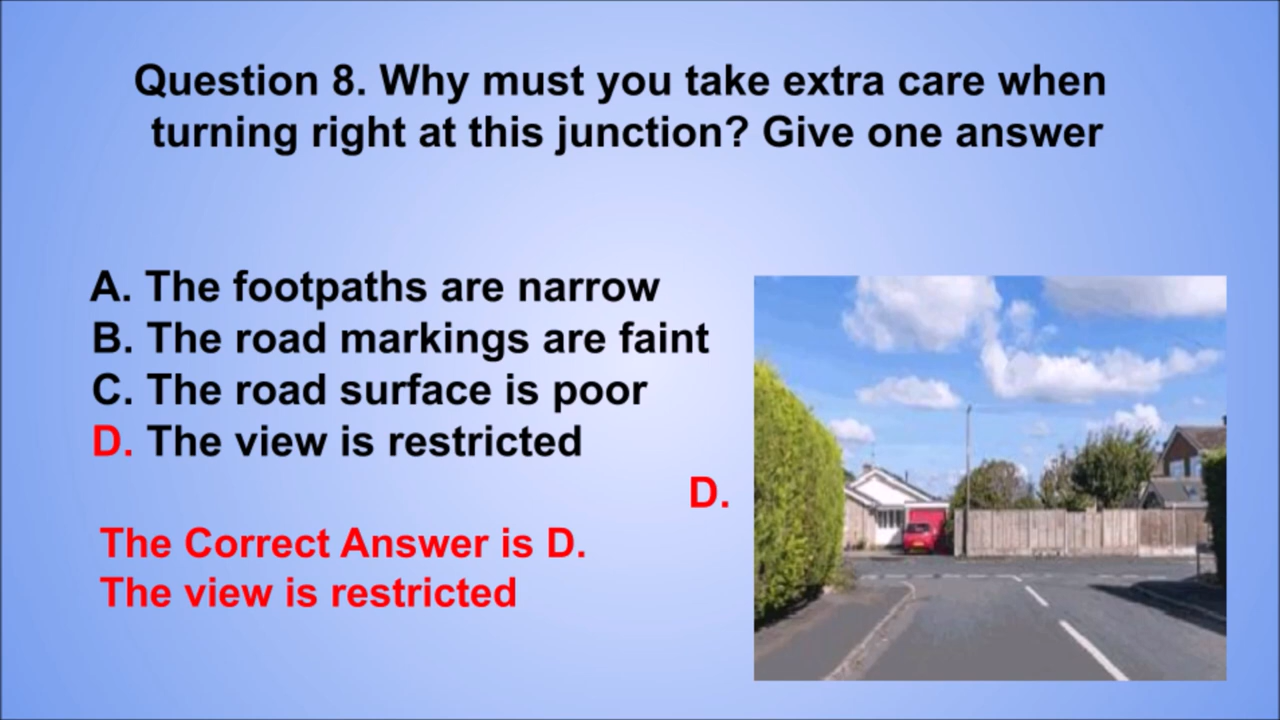 Question 8. Why must you take extra care when
turning right at this junction? Give one answer
A. The footpaths are narrow
B. The road markings are faint
C. The road surface is poor
D. The view is restricted
D.
The Correct Answer is D.
The view is restricted